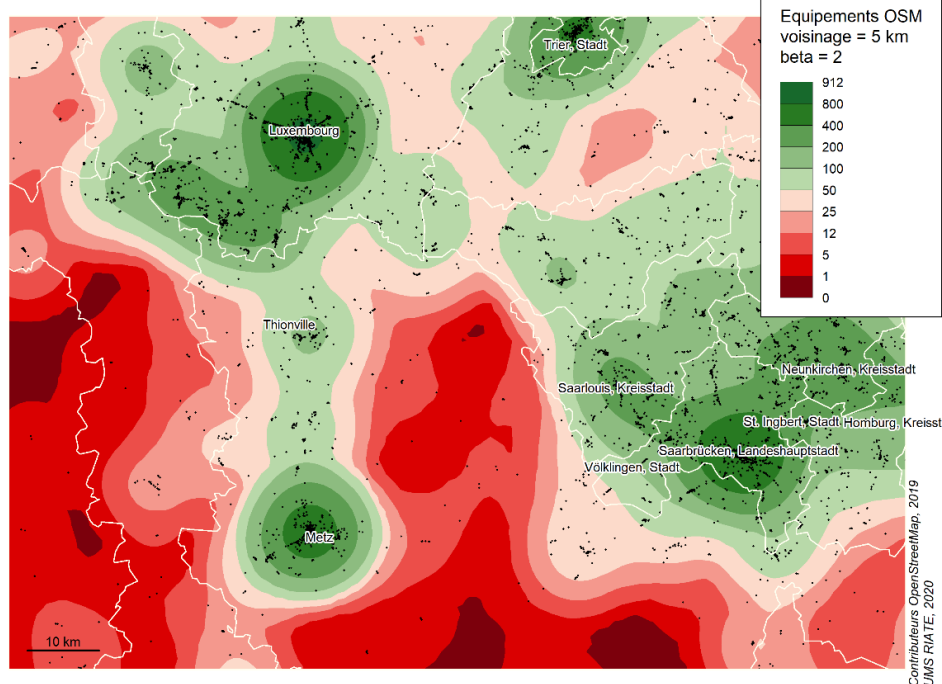 Equipements OSM
voisinage = 5 km
beta = 2
912
800
400
200
100
50
25
12
5
1
0
Trier, Stadt
Luxembourg
Thionville
Neunkirchen, Kreisstadt
Saarlouis, Kreisstadt
St. Ingbert, Stadt
Homburg, Kreisst
Saarbrücken, Landeshauptstadt
Völklingen, Stadt
Metz
10 km
Contributeurs OpenStreetMap, 2019
UMS RIATE, 2020